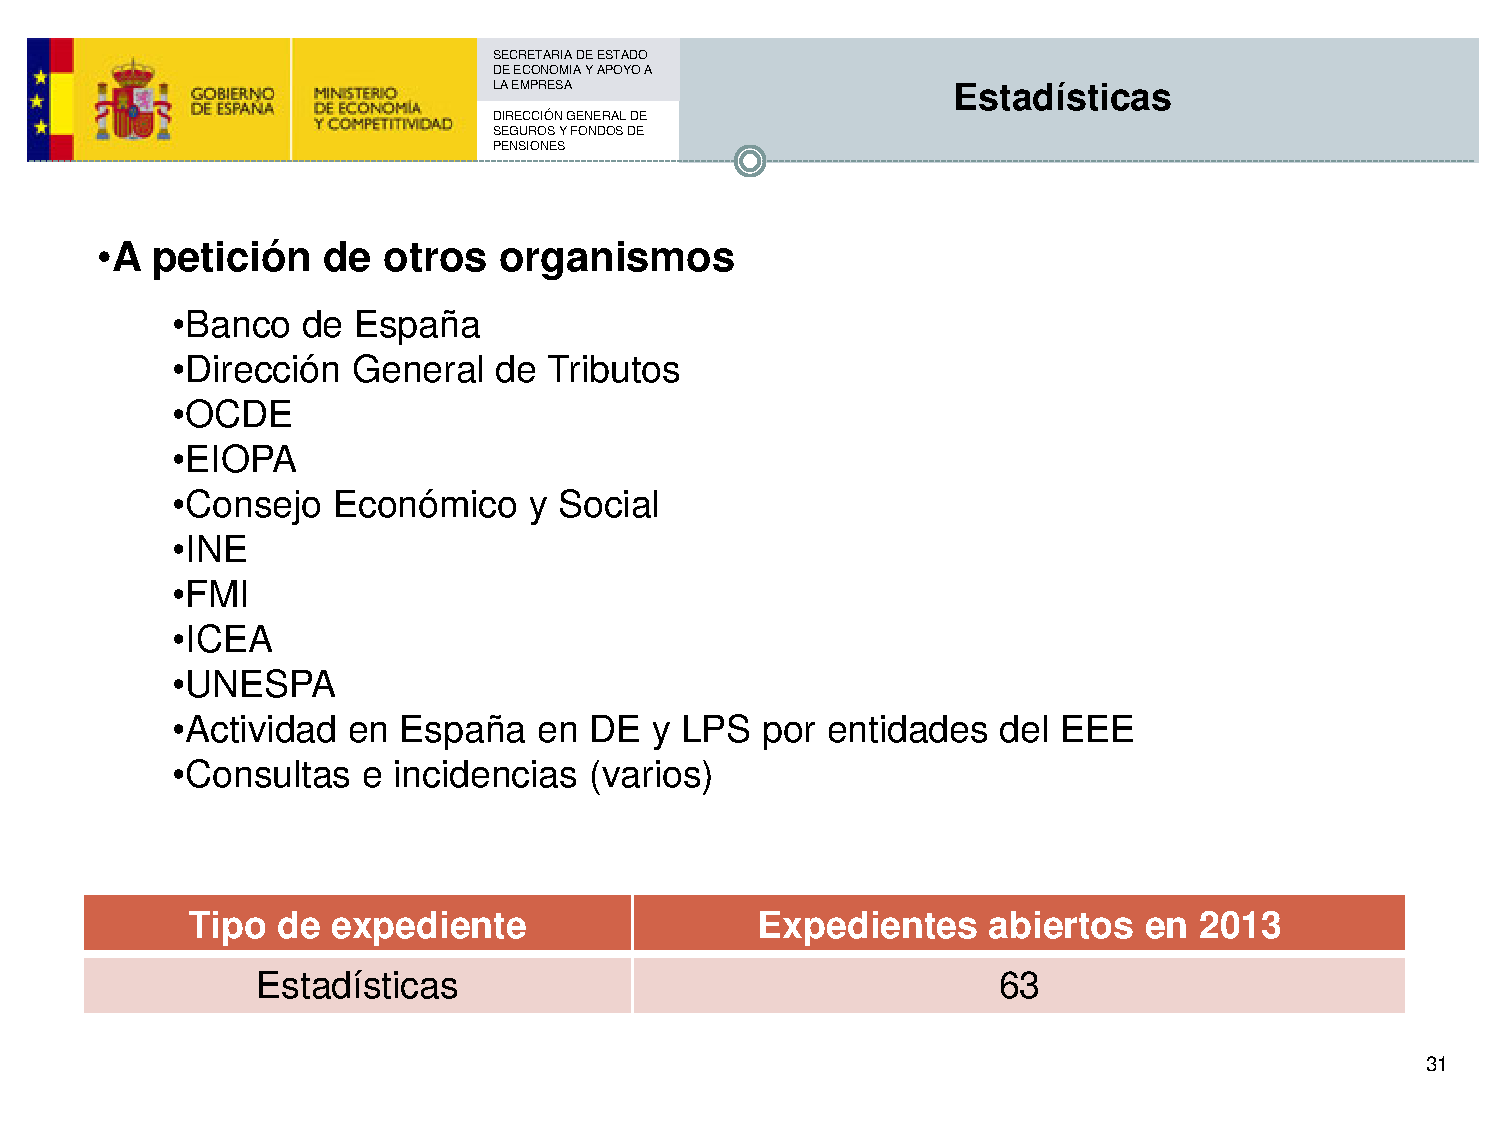 GOBIERNO
DE ESPAÑA
MINISTERIO
DE ECONOMÍA
Y COMPETITIVIDAD
SECRETARIA DE ESTADO
DE ECONOMIA Y APOYO A
LA EMPRESA
DIRECCIÓN GENERAL DE
SEGUROS Y FONDOS DE
PENSIONES
Estadísticas
•A petición de otros organismos
•Banco de España
•Dirección General de Tributos
•OCDE
•EIOPA
•Consejo Económico y Social
•INE
•FMI
•ICEA
•UNESPA
•Actividad en España en DE y LPS por entidades del EEE
•Consultas e incidencias (varios)
Tipo de expediente Expedientes abiertos en 2013
Estadísticas 63
31